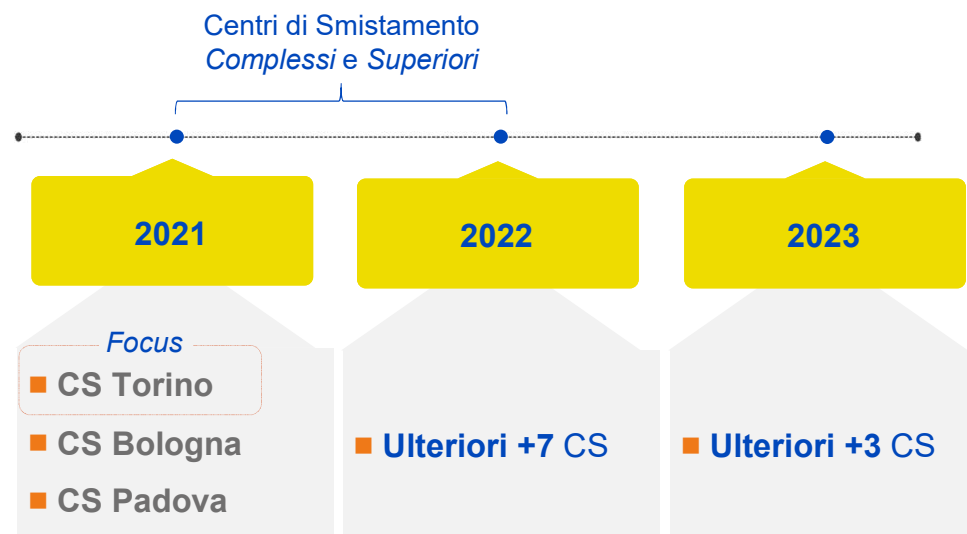 Centri di Smistamento
Complessi e Superiori
2021
2022
2023
Focus
CS Torino
CS Bologna
CS Padova
Ulteriori +7 CS
Ulteriori +3 CS